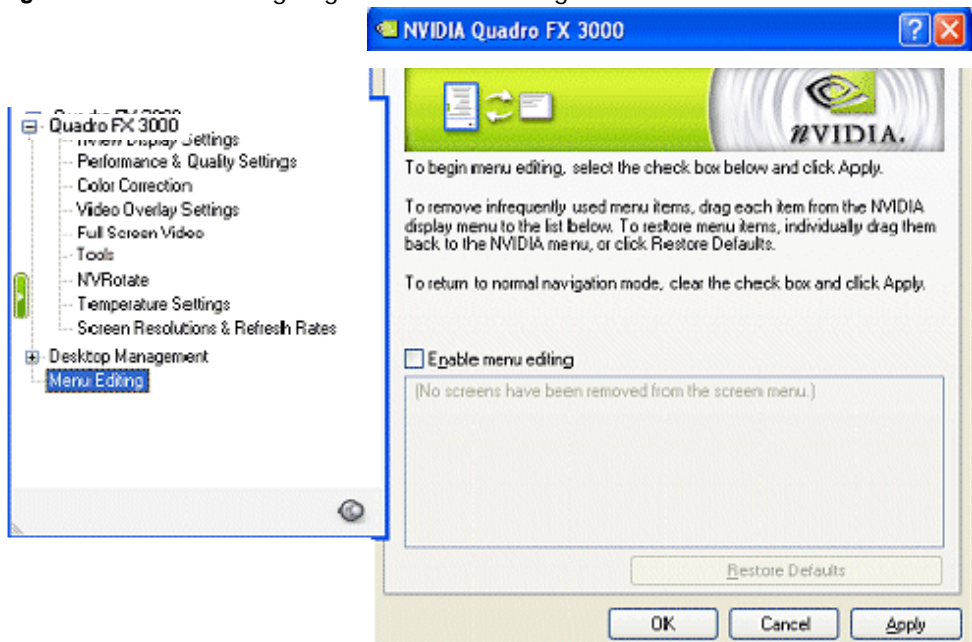 NVIDIA Quadro FX 3000
Quadro FX 3000
Display Settings
Performance & Quality Settings
Color Correction
Video Overlay Settings
Full Screen Video
Tools
NVRotate
Temperature Settings
Screen Resolutions & Refresh Rates
Desktop Management
Menu Editing
nVIDIA.
To begin menu editing, select the check box below and click Apply.
To remove infrequently used menu items, drag each item from the NVIDIA
display menu to the list below. To restore menu items, individually drag them
back to the NVIDIA menu, or click Restore Defaults.
To return to normal navigation mode, clear the check box and click Apply.
Enable menu editing
(No screens have been removed from the screen menu.)
Restore Defaults
OK
Cancel
Apply